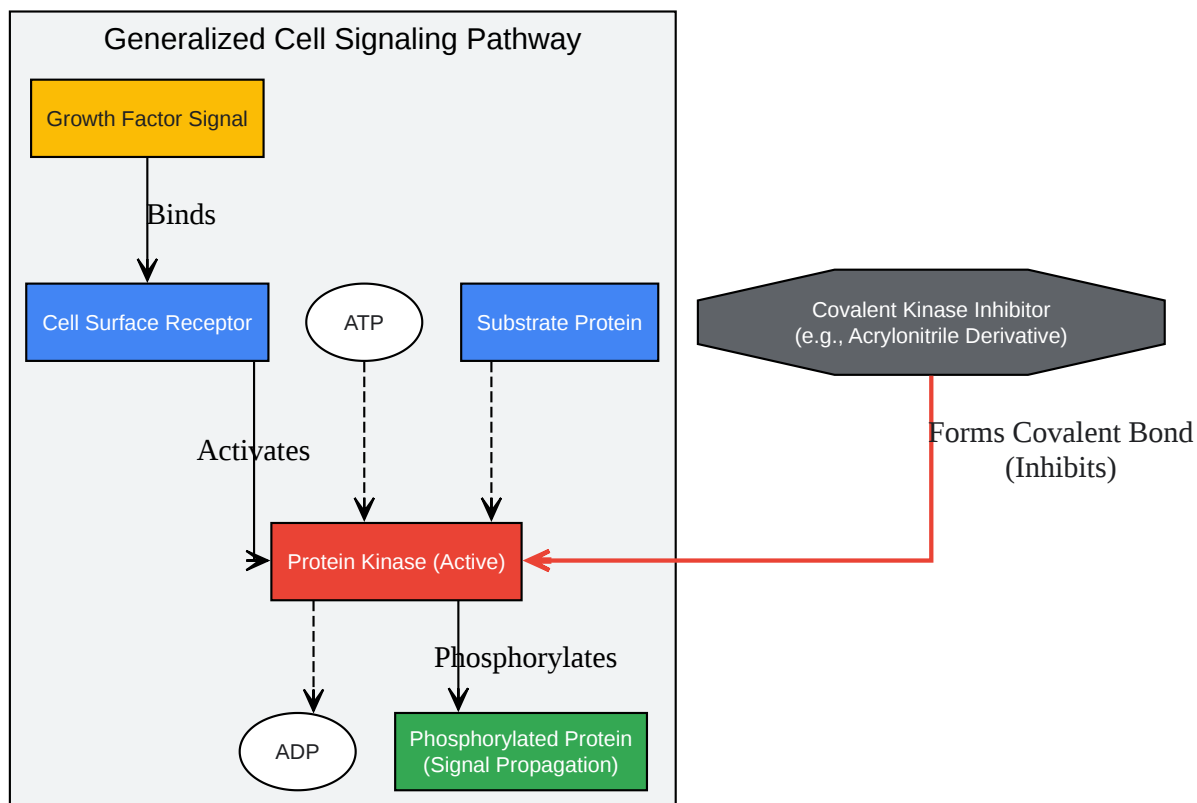 Generalized Cell Signaling Pathway
Growth Factor Signal
Binds
Cell Surface Receptor
ATP
Substrate Protein
Covalent Kinase Inhibitor
(e.g., Acrylonitrile Derivative)
Activates
Forms Covalent Bond
(Inhibits)
Protein Kinase (Active)
Phosphorylates
ADP
Phosphorylated Protein
(Signal Propagation)